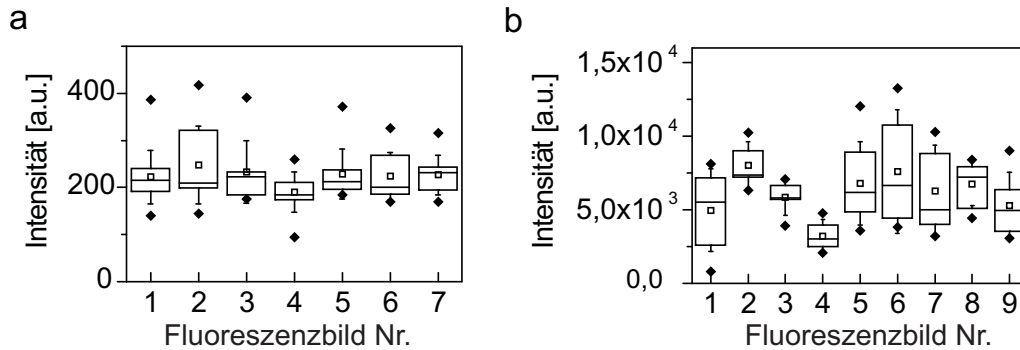 a
Intensität [a.u.]
400
200
0
1 2 3 4 5 6 7
Fluoreszenzbild Nr.
b
Intensität [a.u.]
1,5x10⁴
1,0x10⁴
5,0x10³
0,0
1 2 3 4 5 6 7 8 9
Fluoreszenzbild Nr.